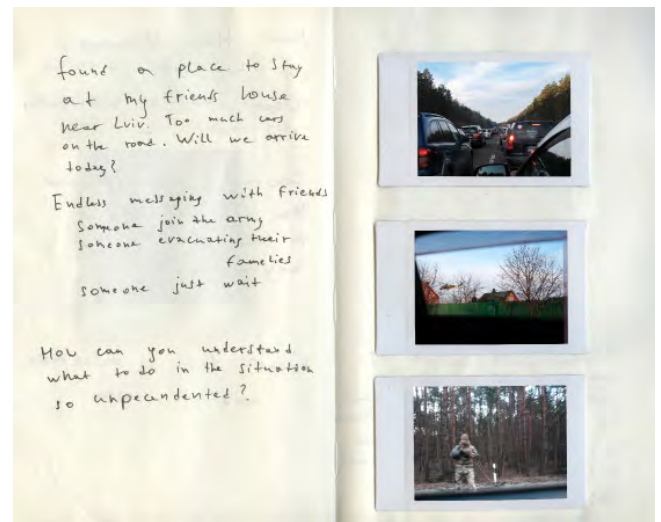 found a place to stay
at my friends house
near Lviv. Too much cars
on the road. Will we arrive
today?
Endless messaging with friends
Someone join the army
Someone evacuating their
famelies
someone just wait
How can you understand
what to do in the situation
so unpecendented?